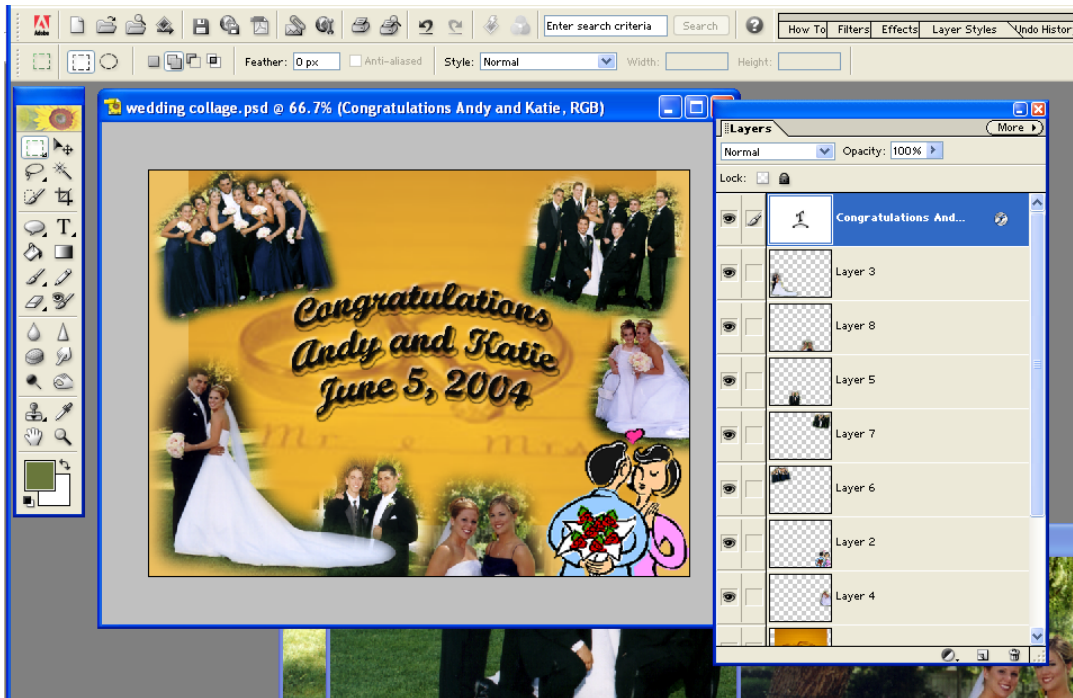 Adobe
Enter search criteria
Search
?
How To
Filters
Effects
Layer Styles
Undo Histor
Feather: 0 px
Anti-aliased
Style: Normal
Width:
Height:
wedding collage.psd @ 66.7% (Congratulations Andy and Katie, RGB)
Congratulations
Andy and Katie
June 5, 2004
Mr & Mrs
T
Layers
More
Normal
Opacity: 100%
Lock:
Congratulations And...
Layer 3
Layer 8
Layer 5
Layer 7
Layer 6
Layer 2
Layer 4